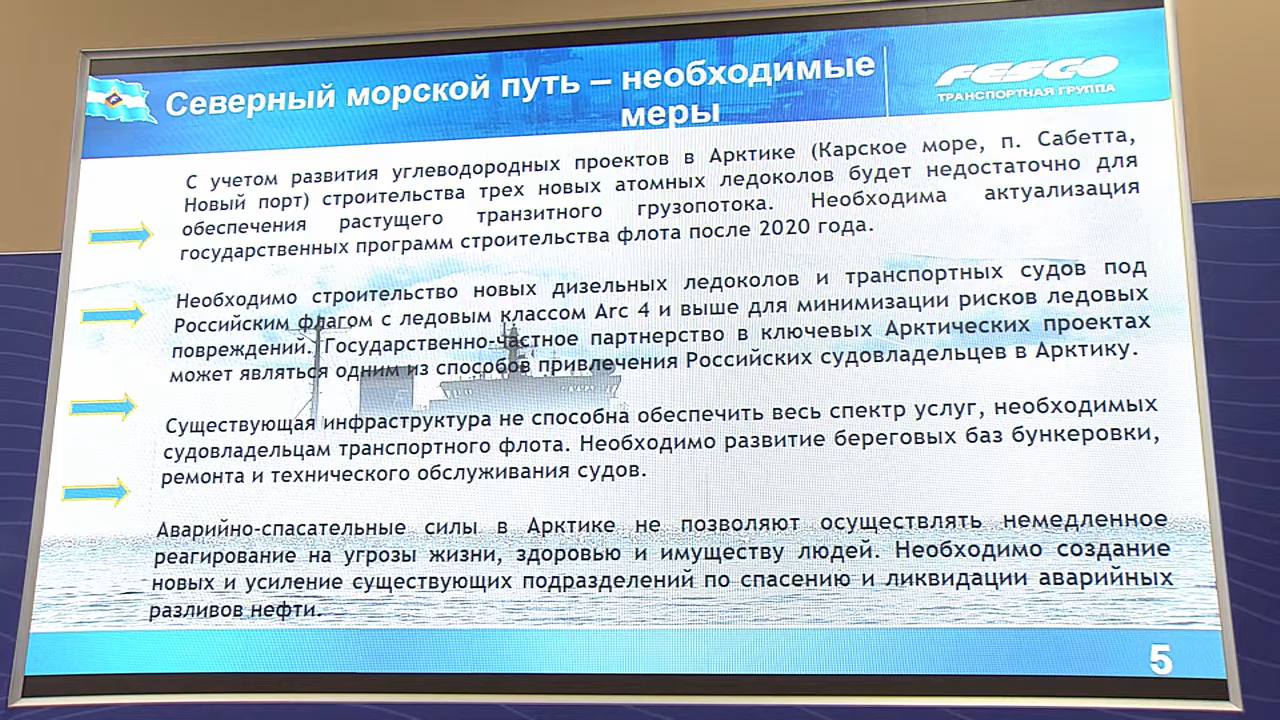 Северный морской путь – необходимые
меры
FESCO
ТРАНСПОРТНАЯ ГРУППА
С учетом развития углеводородных проектов в Арктике (Карское море, п. Сабетта,
Новый порт) строительства трех новых атомных ледоколов будет недостаточно для
обеспечения растущего транзитного грузопотока. Необходима актуализация
государственных программ строительства флота после 2020 года.
Необходимо строительство новых дизельных ледоколов и транспортных судов под
Российским флагом с ледовым классом Arc 4 и выше для минимизации рисков ледовых
повреждений. Государственно-частное партнерство в ключевых Арктических проектах
может являться одним из способов привлечения Российских судовладельцев в Арктику.
Существующая инфраструктура не способна обеспечить весь спектр услуг, необходимых
судовладельцам транспортного флота. Необходимо развитие береговых баз бункеровки,
ремонта и технического обслуживания судов.
Аварийно-спасательные силы в Арктике не позволяют осуществлять немедленное
реагирование на угрозы жизни, здоровью и имуществу людей. Необходимо создание
новых и усиление существующих подразделений по спасению и ликвидации аварийных
разливов нефти.
5